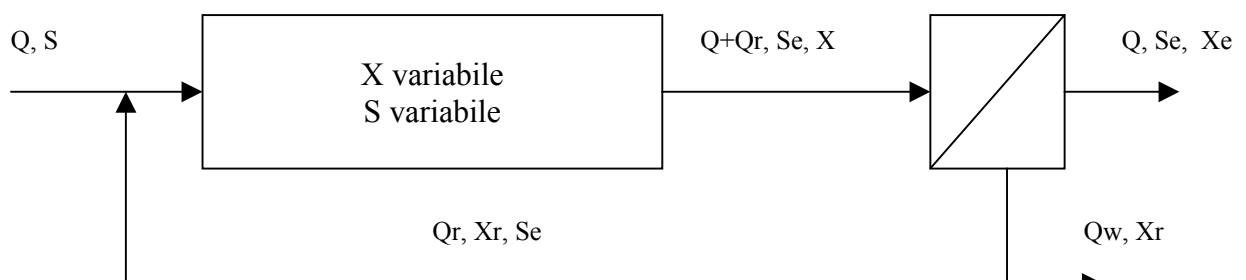 Q, S
X variabile
S variabile
Q+Qr, Se, X
Q, Se, Xe
Qr, Xr, Se
Qw, Xr